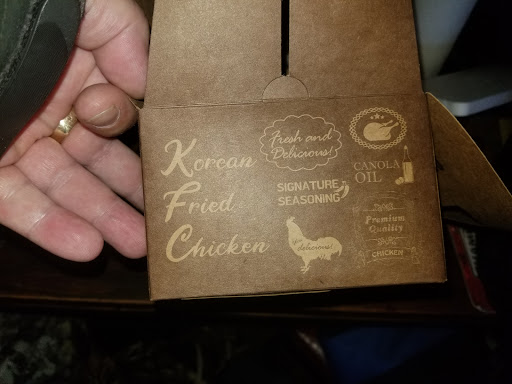 Korean
Fried
Chicken
Fresh and
Delicious!
SIGNATURE
SEASONING
delicious!
CANOLA
OIL
Premium
Quality
CHICKEN